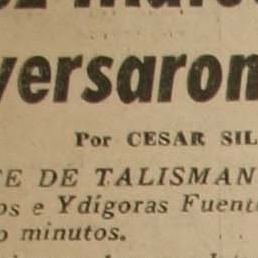 versaron
Por CESAR SIL
E DE TALISMAN
os e Ydígoras Fuent
o minutos.